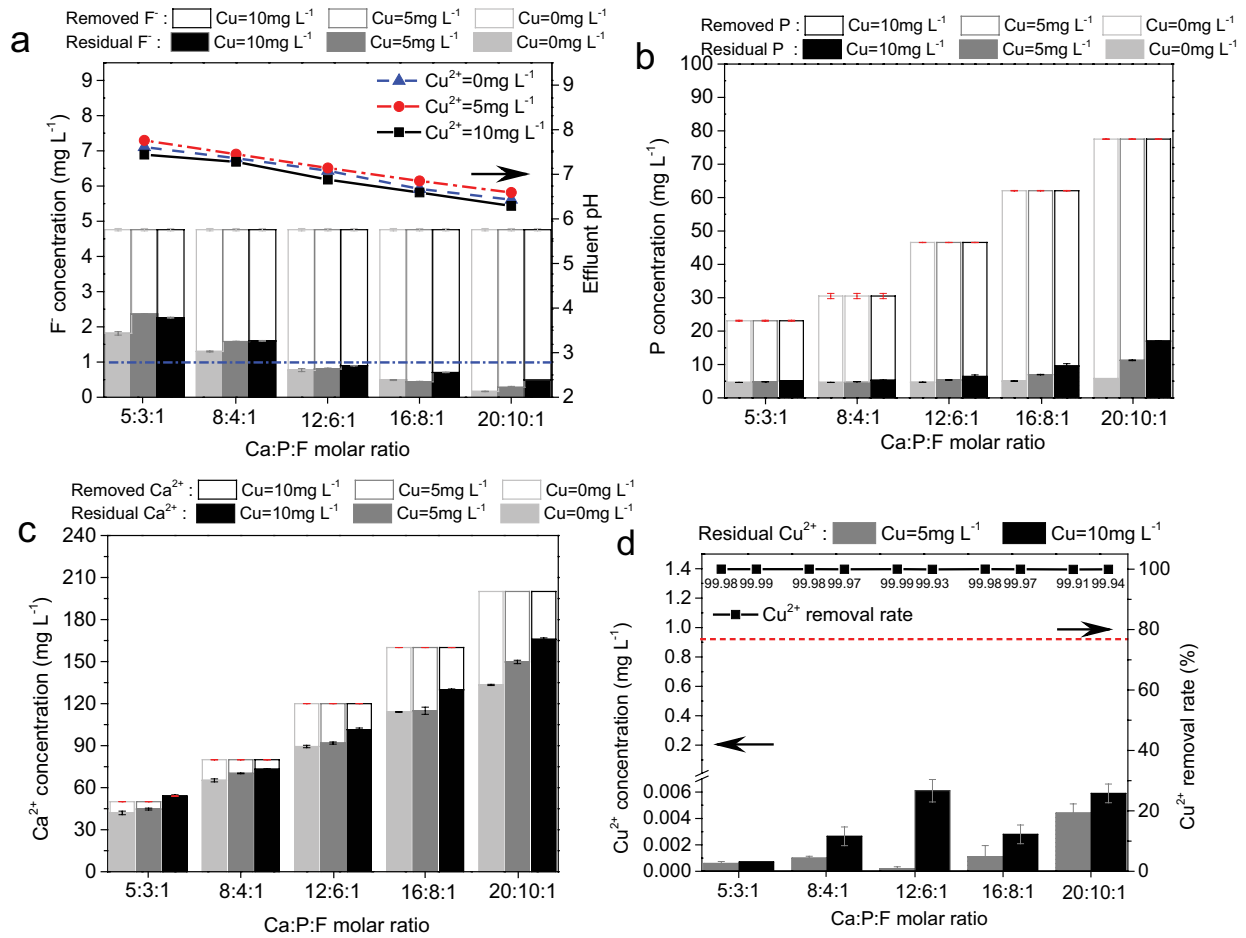 a
Removed F⁻ : Cu=10mg L⁻¹ Cu=5mg L⁻¹ Cu=0mg L⁻¹
Residual F⁻ : Cu=10mg L⁻¹ Cu=5mg L⁻¹ Cu=0mg L⁻¹
Cu²⁺=0mg L⁻¹
Cu²⁺=5mg L⁻¹
Cu²⁺=10mg L⁻¹
F⁻ concentration (mg L⁻¹)
9
8
7
6
5
4
3
2
1
0
Effluent pH
9
8
7
6
5
4
3
2
5:3:1 8:4:1 12:6:1 16:8:1 20:10:1
Ca:P:F molar ratio
b
Removed P : Cu=10mg L⁻¹ Cu=5mg L⁻¹ Cu=0mg L⁻¹
Residual P : Cu=10mg L⁻¹ Cu=5mg L⁻¹ Cu=0mg L⁻¹
P concentration (mg L⁻¹)
100
90
80
70
60
50
40
30
20
10
0
5:3:1 8:4:1 12:6:1 16:8:1 20:10:1
Ca:P:F molar ratio
c
Removed Ca²⁺ : Cu=10mg L⁻¹ Cu=5mg L⁻¹ Cu=0mg L⁻¹
Residual Ca²⁺ : Cu=10mg L⁻¹ Cu=5mg L⁻¹ Cu=0mg L⁻¹
Ca²⁺ concentration (mg L⁻¹)
240
210
180
150
120
90
60
30
0
5:3:1 8:4:1 12:6:1 16:8:1 20:10:1
Ca:P:F molar ratio
d
Residual Cu²⁺ : Cu=5mg L⁻¹ Cu=10mg L⁻¹
99.98 99.99 99.98 99.97 99.99 99.93 99.98 99.97 99.91 99.94
Cu²⁺ removal rate
Cu²⁺ concentration (mg L⁻¹)
1.4
1.2
1.0
0.8
0.6
0.4
0.2
0.006
0.004
0.002
0.000
Cu²⁺ removal rate (%)
100
80
60
40
20
0
5:3:1 8:4:1 12:6:1 16:8:1 20:10:1
Ca:P:F molar ratio